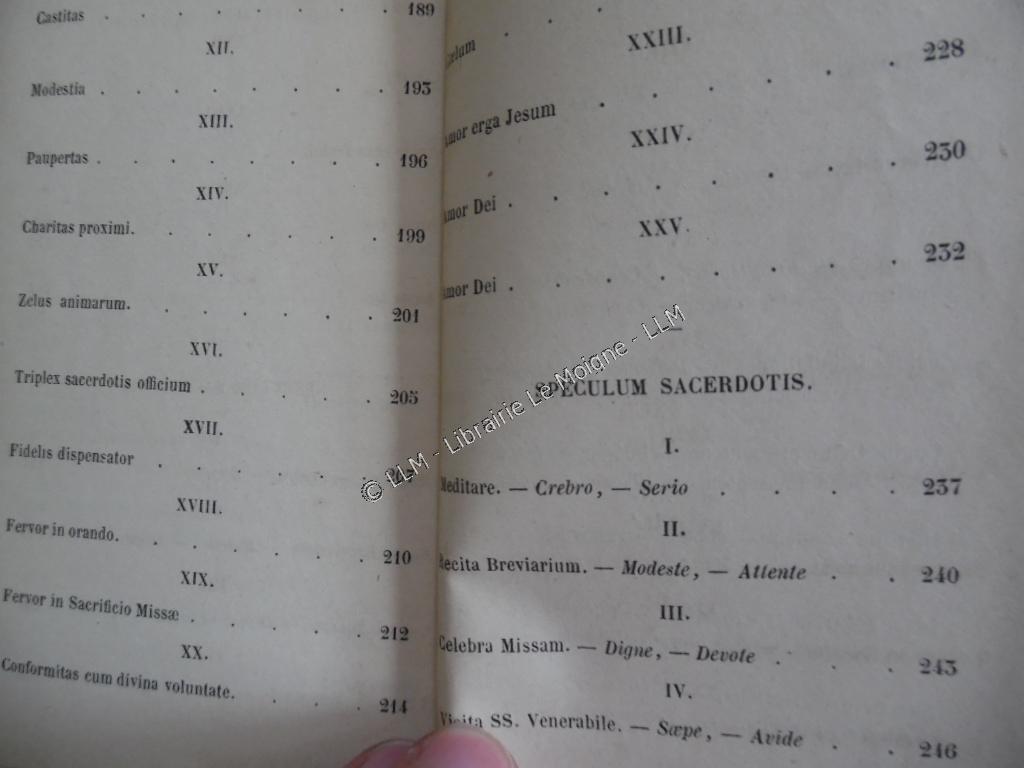 Castitas . . . . . . . 189
XII.
Modestia . . . . . . . 193
XIII.
Paupertas . . . . . . . 196
XIV.
Charitas proximi. . . . . . 199
XV.
Zelus animarum. . . . . . 201
XVI.
Triplex sacerdotis officium . . . . 205
XVII.
Fidelis dispensator . . . . .
XVIII.
Fervor in orando. . . . . . 210
XIX.
Fervor in Sacrificio Missæ . . . . 212
XX.
Conformitas cum divina voluntate. . . . 214
XXIII.
erga Jesum . . . . . . 228
XXIV.
Dei . . . . . . . 230
XXV.
Dei . . . . . . . 232
SPECULUM SACERDOTIS.
I.
Meditare. — Crebro, — Serio . . . . 237
II.
Recita Breviarium. — Modeste, — Attente . . 240
III.
Celebra Missam. — Digne, — Devote . . . 243
IV.
Visita SS. Venerabile. — Sæpe, — Avide . . 246
© LLM - Librairie Le Moigne - LLM